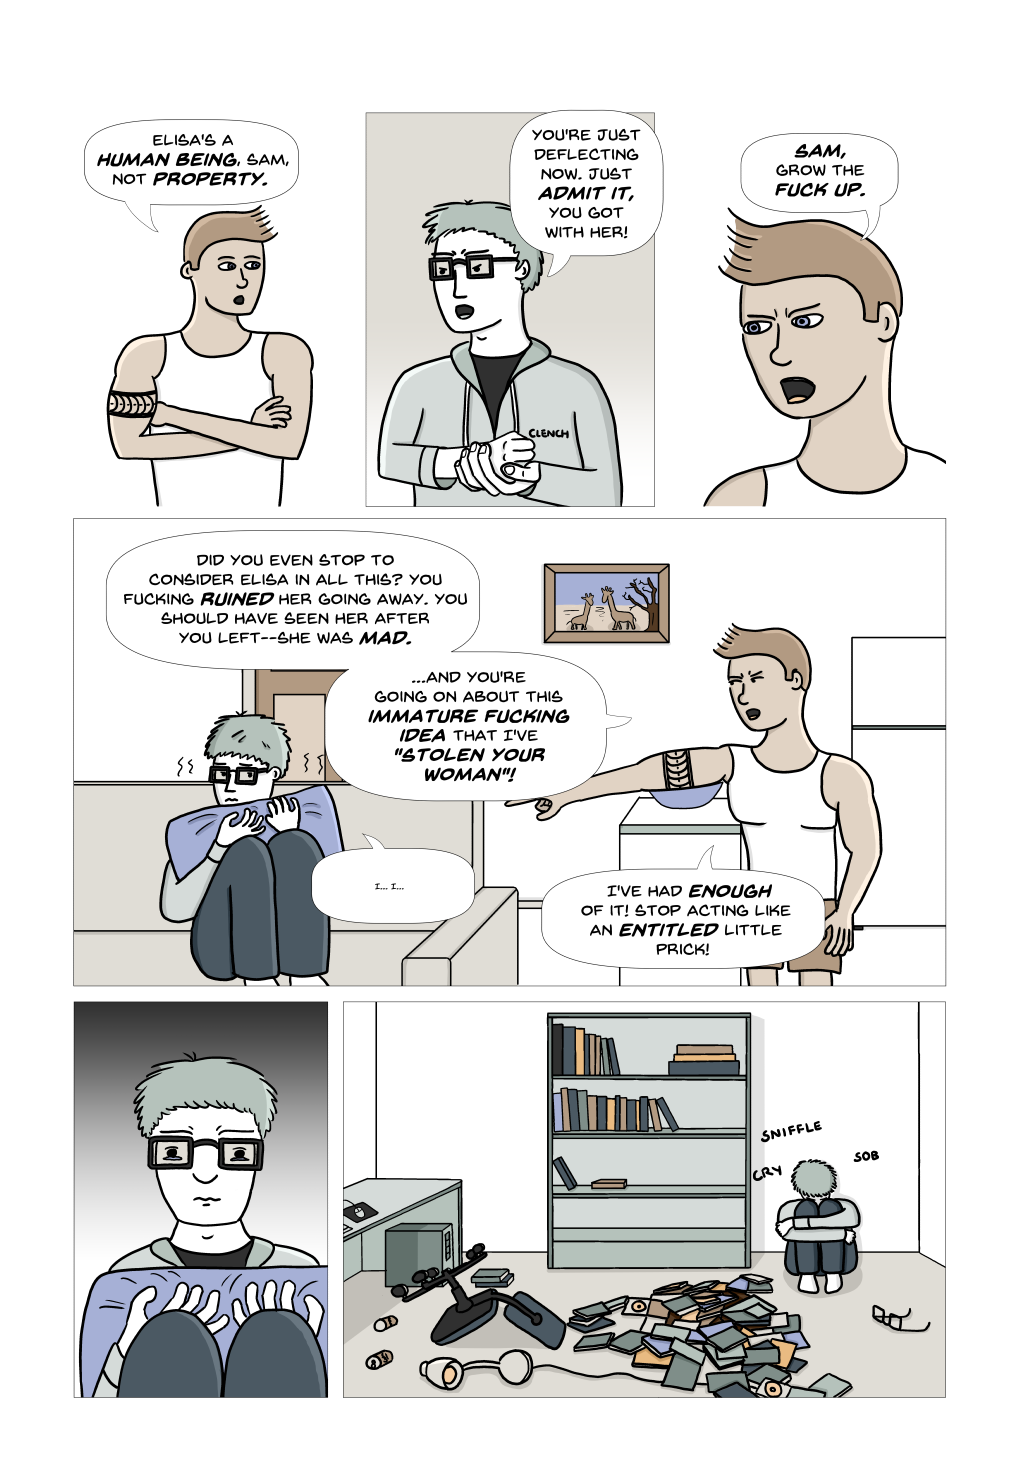 ELISA'S A
HUMAN BEING, SAM,
NOT PROPERTY.
YOU'RE JUST
DEFLECTING
NOW. JUST
ADMIT IT,
YOU GOT
WITH HER!
CLENCH
SAM,
GROW THE
FUCK UP.
DID YOU EVEN STOP TO
CONSIDER ELISA IN ALL THIS? YOU
FUCKING RUINED HER GOING AWAY. YOU
SHOULD HAVE SEEN HER AFTER
YOU LEFT--SHE WAS MAD.
...AND YOU'RE
GOING ON ABOUT THIS
IMMATURE FUCKING
IDEA THAT I'VE
"STOLEN YOUR
WOMAN"!
I... I...
I'VE HAD ENOUGH
OF IT! STOP ACTING LIKE
AN ENTITLED LITTLE
PRICK!
SNIFFLE
CRY
SOB